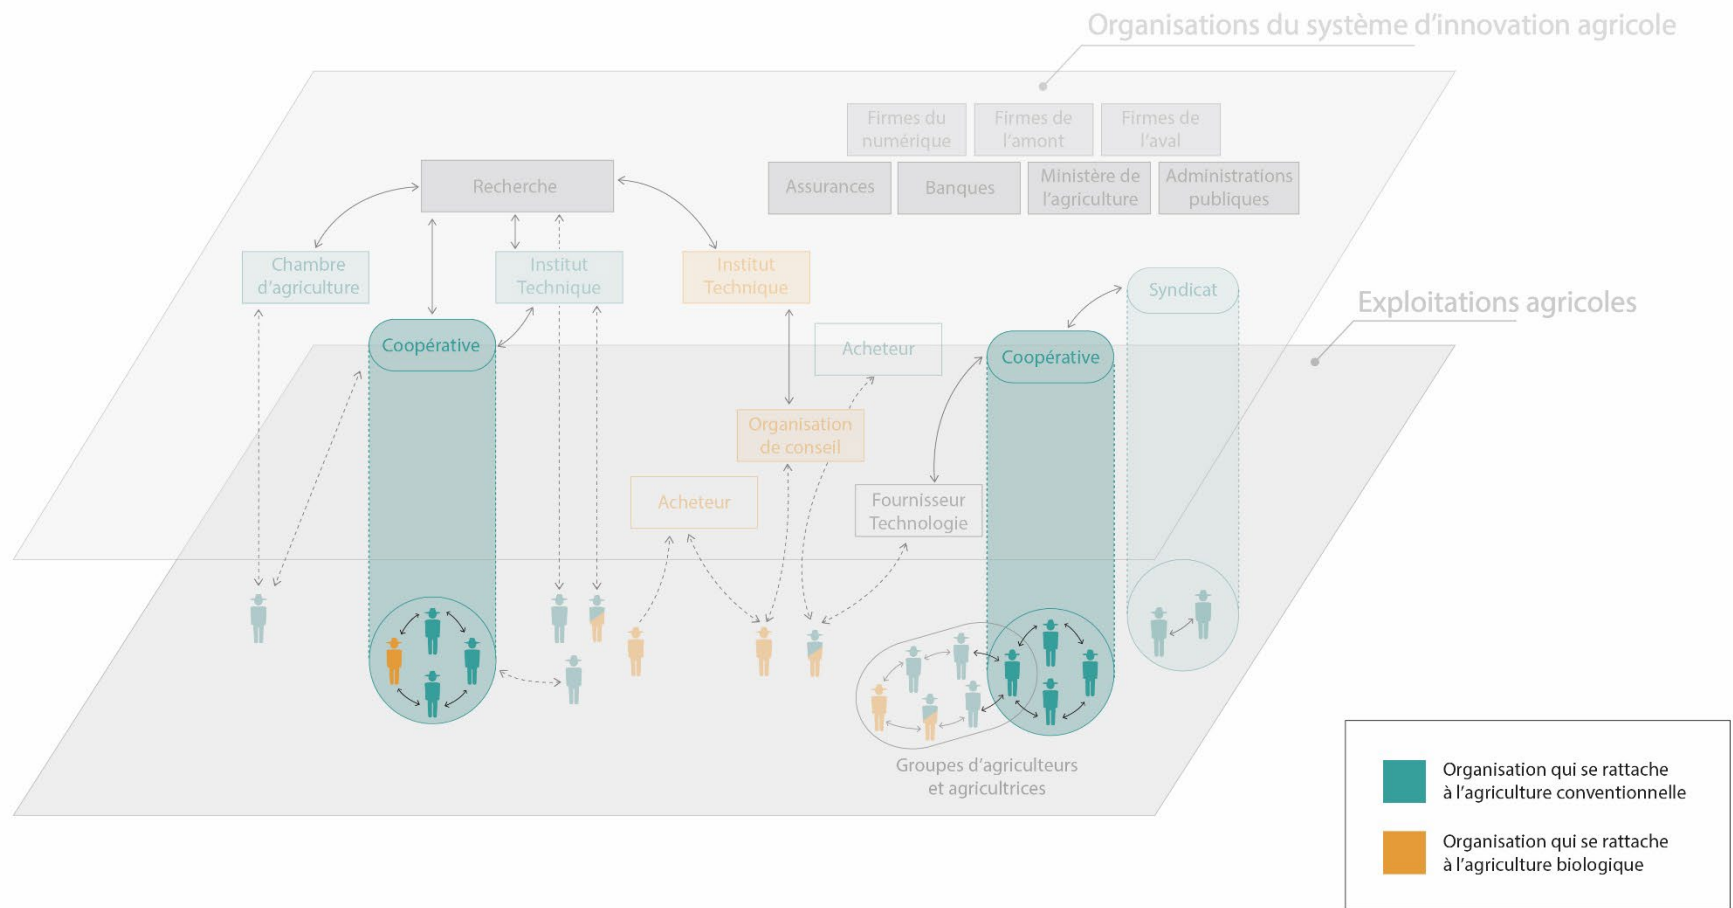 Organisations du système d'innovation agricole
Firmes du
numérique
Firmes de
l'amont
Firmes de
l'aval
Recherche
Assurances
Banques
Ministère de
l'agriculture
Administrations
publiques
Chambre
d'agriculture
Institut
Technique
Institut
Technique
Syndicat
Exploitations agricoles
Coopérative
Acheteur
Coopérative
Organisation
de conseil
Acheteur
Fournisseur
Technologie
Groupes d'agriculteurs
et agricultrices
Organisation qui se rattache
à l'agriculture conventionnelle
Organisation qui se rattache
à l'agriculture biologique